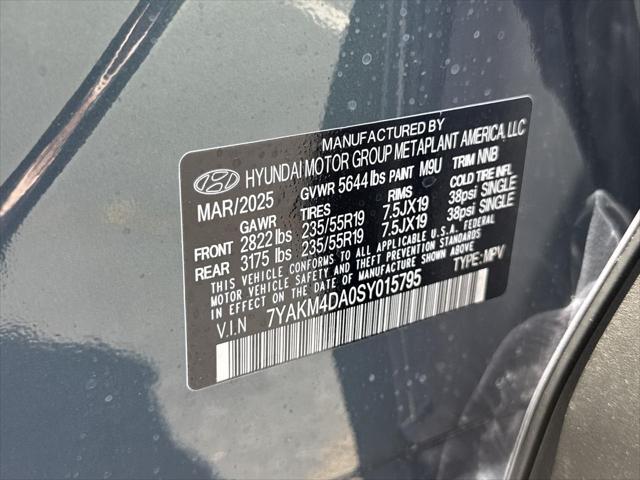 MANUFACTURED BY
HYUNDAI MOTOR GROUP METAPLANT AMERICA, LLC
MAR/2025 GVWR 5644 lbs PAINT M9U TRIM NNB
GAWR TIRES RIMS COLD TIRE INFL
FRONT 2822 lbs 235/55R19 7.5JX19 38psi SINGLE
REAR 3175 lbs 235/55R19 7.5JX19 38psi SINGLE
THIS VEHICLE CONFORMS TO ALL APPLICABLE U.S.A. FEDERAL
MOTOR VEHICLE SAFETY AND THEFT PREVENTION STANDARDS
IN EFFECT ON THE DATE OF MANUFACTURE SHOWN ABOVE.
V.I.N 7YAKM4DA0SY015795 TYPE: MPV